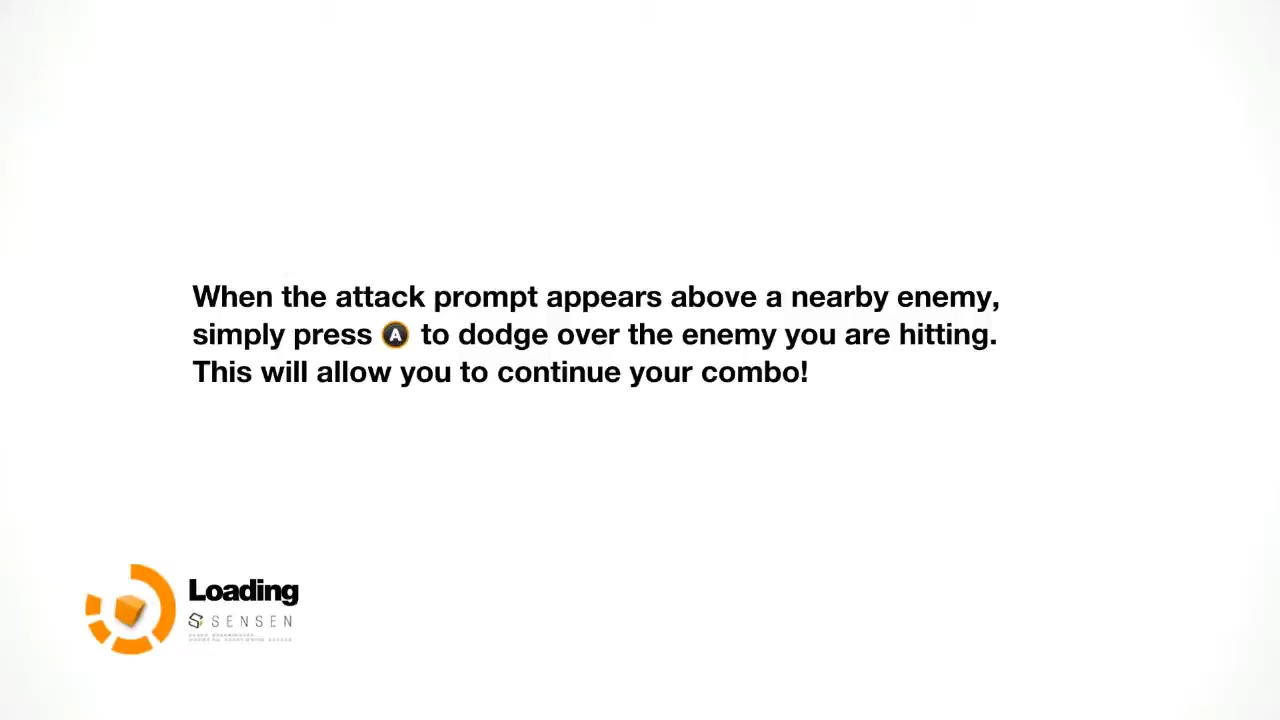 When the attack prompt appears above a nearby enemy,
simply press A to dodge over the enemy you are hitting.
This will allow you to continue your combo!
Loading
SENSEN